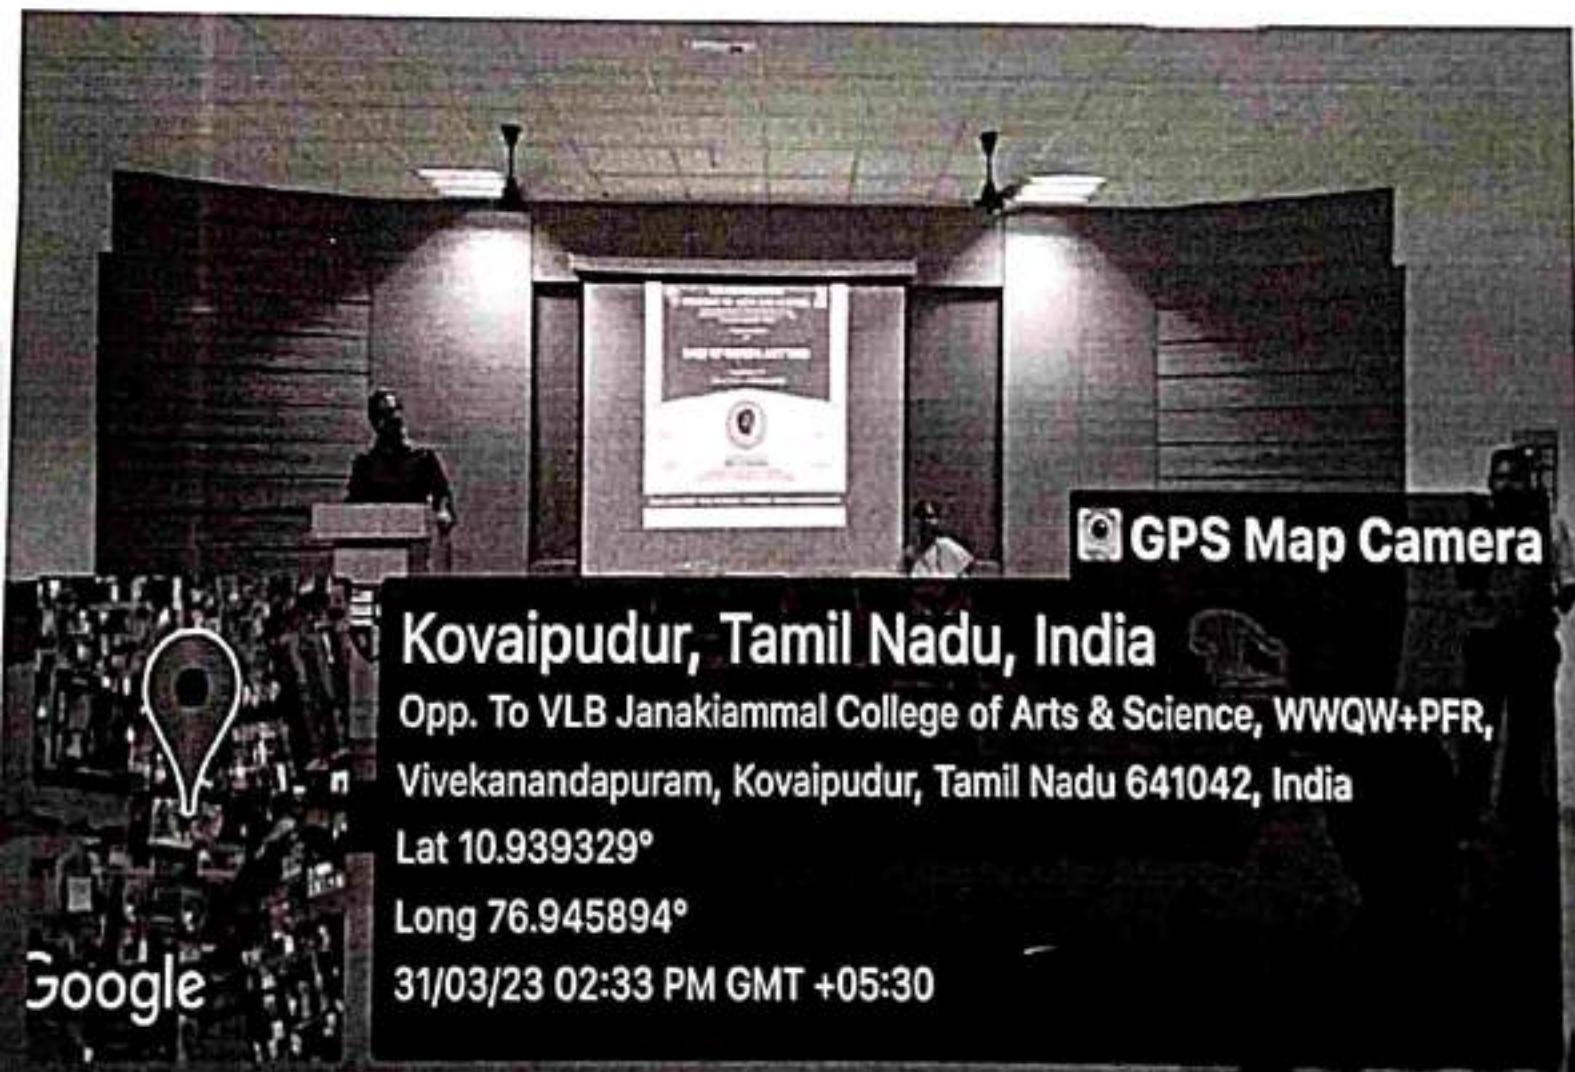 GPS Map Camera
Kovaipudur, Tamil Nadu, India
Opp. To VLB Janakiammal College of Arts & Science, WWQW+PFR,
Vivekanandapuram, Kovaipudur, Tamil Nadu 641042, India
Lat 10.939329°
Long 76.945894°
31/03/23 02:33 PM GMT +05:30
Google